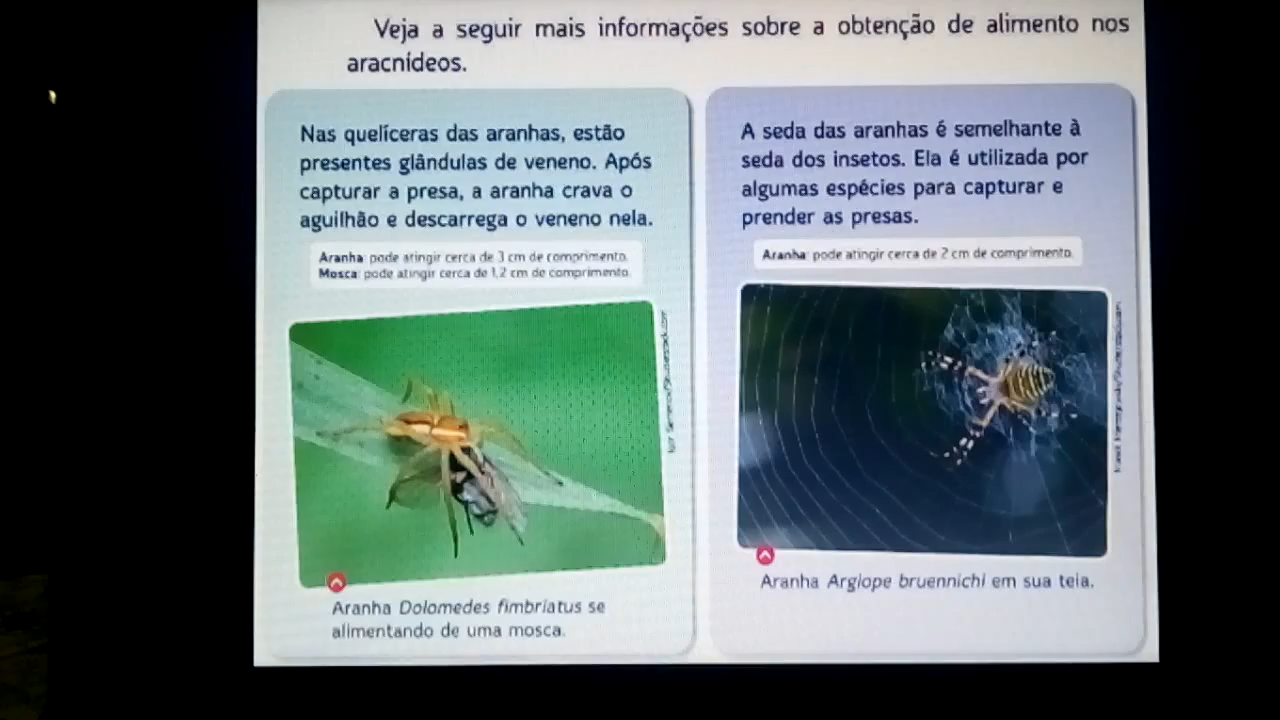 Veja a seguir mais informações sobre a obtenção de alimento nos
aracnídeos.
Nas quelíceras das aranhas, estão
presentes glândulas de veneno. Após
capturar a presa, a aranha crava o
aguilhão e descarrega o veneno nela.
Aranha: pode atingir cerca de 3 cm de comprimento.
Mosca: pode atingir cerca de 1,2 cm de comprimento.
Aranha Dolomedes fimbriatus se
alimentando de uma mosca.
A seda das aranhas é semelhante à
seda dos insetos. Ela é utilizada por
algumas espécies para capturar e
prender as presas.
Aranha: pode atingir cerca de 2 cm de comprimento.
Aranha Argiope bruennichi em sua teia.